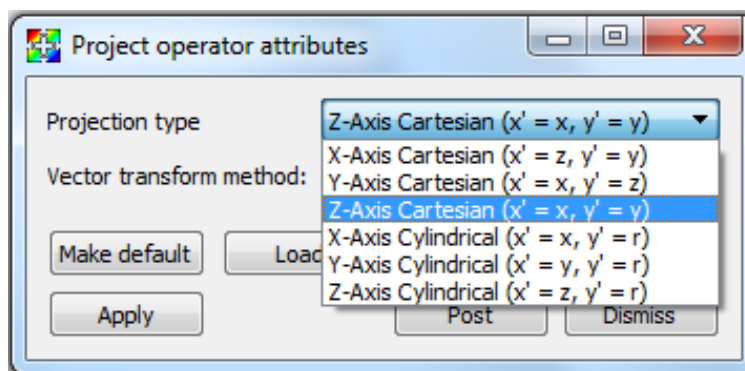 Project operator attributes
Projection type
Z-Axis Cartesian (x' = x, y' = y)
Vector transform method:
X-Axis Cartesian (x' = z, y' = y)
Y-Axis Cartesian (x' = x, y' = z)
Z-Axis Cartesian (x' = x, y' = y)
X-Axis Cylindrical (x' = x, y' = r)
Y-Axis Cylindrical (x' = y, y' = r)
Z-Axis Cylindrical (x' = z, y' = r)
Make default
Load
Apply
Post
Dismiss